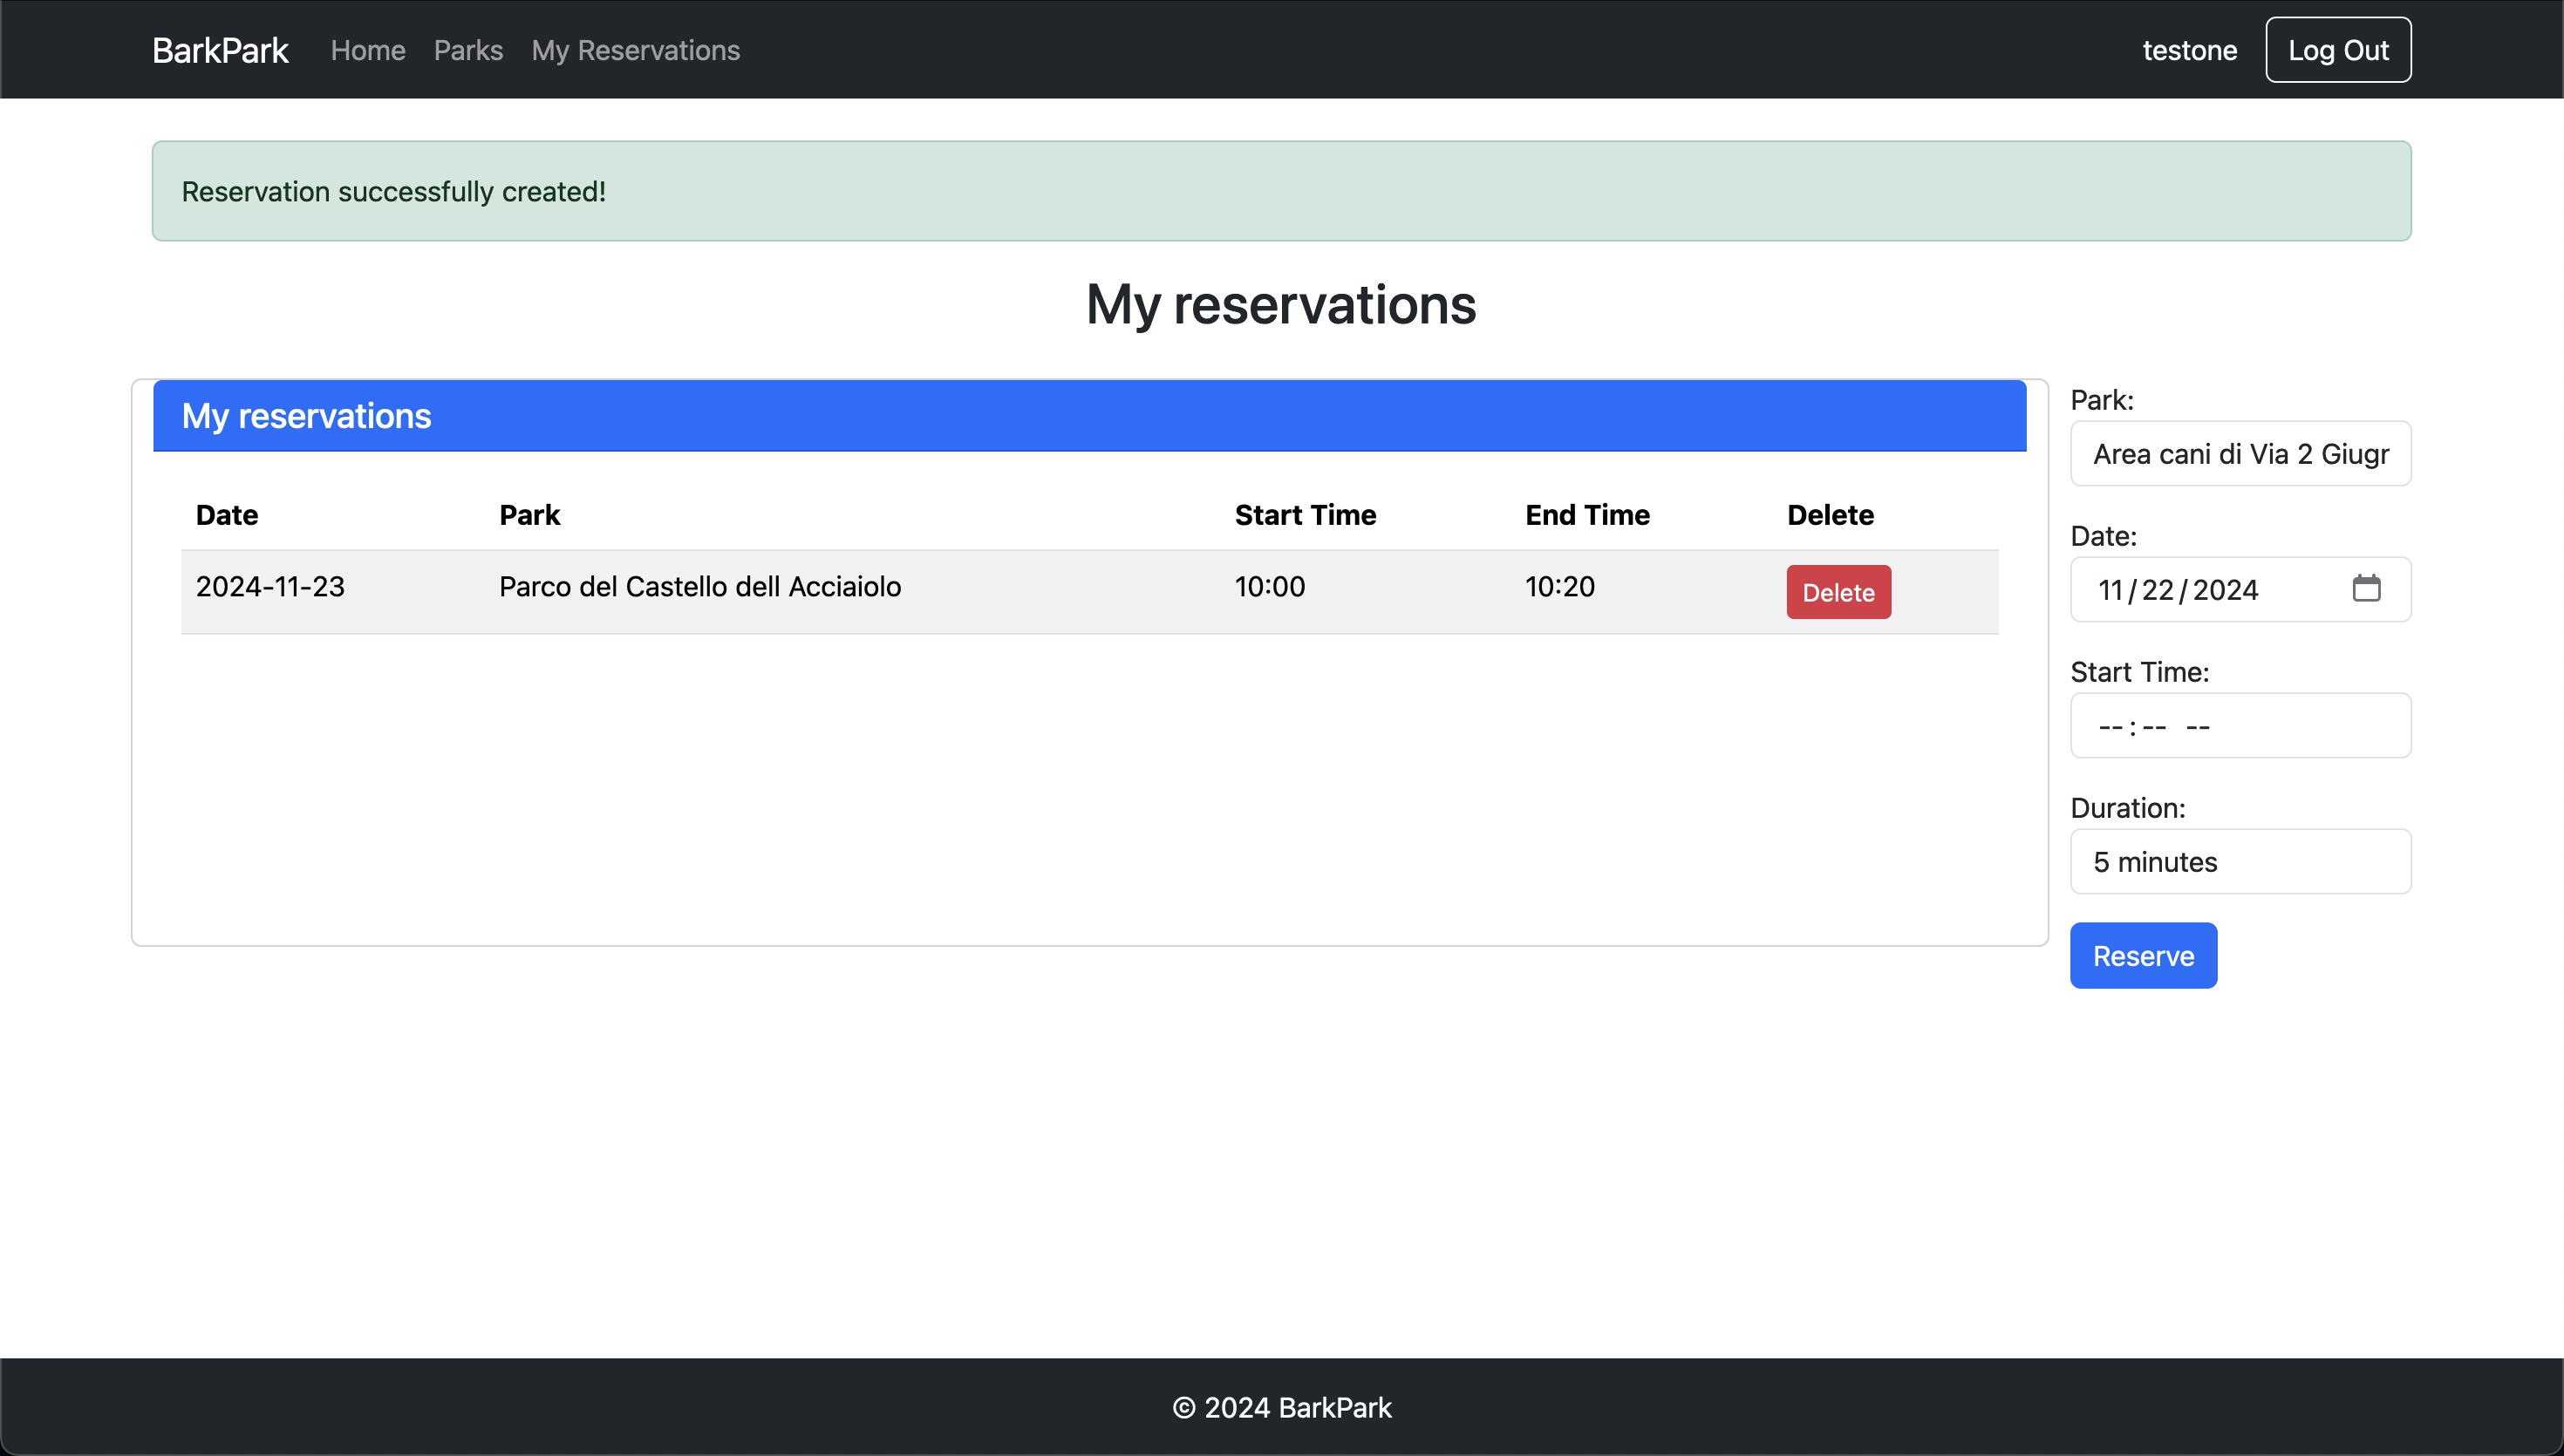 BarkPark Home Parks My Reservations testone Log Out
Reservation successfully created!
My reservations
My reservations
Date Park Start Time End Time Delete
2024-11-23 Parco del Castello dell Acciaiolo 10:00 10:20 Delete
Park:
Area cani di Via 2 Giugr
Date:
11/22/2024
Start Time:
--:-- --
Duration:
5 minutes
Reserve
© 2024 BarkPark